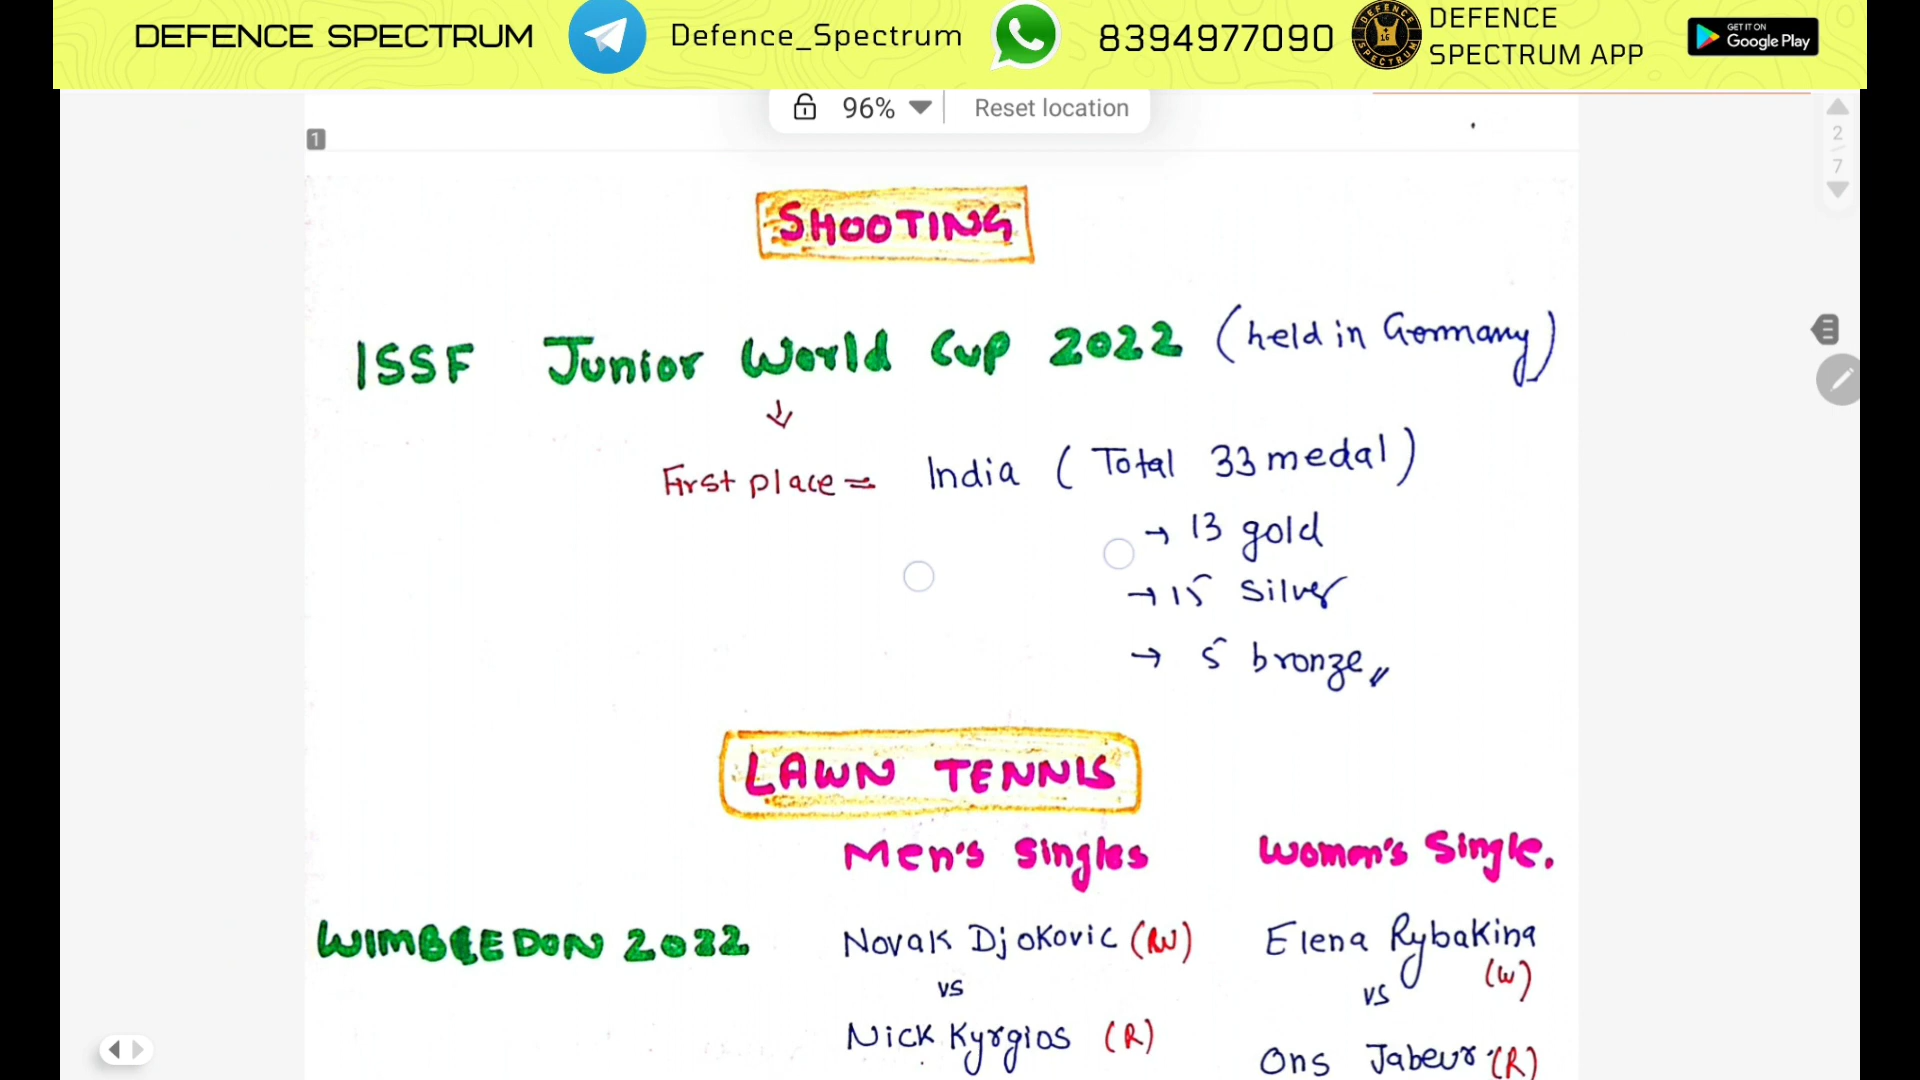 DEFENCE SPECTRUM
Defence_Spectrum
8394977090
DEFENCE
SPECTRUM APP
GET IT ON
Google Play
96%
Reset location
1
2
7
SHOOTING
ISSF Junior World Cup 2022 (held in Germany)
First place = India (Total 33 medal)
→ 13 gold
→ 15 Silver
→ 5 bronze
LAWN TENNIS
Men's Singles
Women's Single.
WIMBLEDON 2022
Novak Djokovic (W)
Elena Rybakina
(W)
vs
vs
Nick Kyrgios (R)
Ons Jabeur (R)